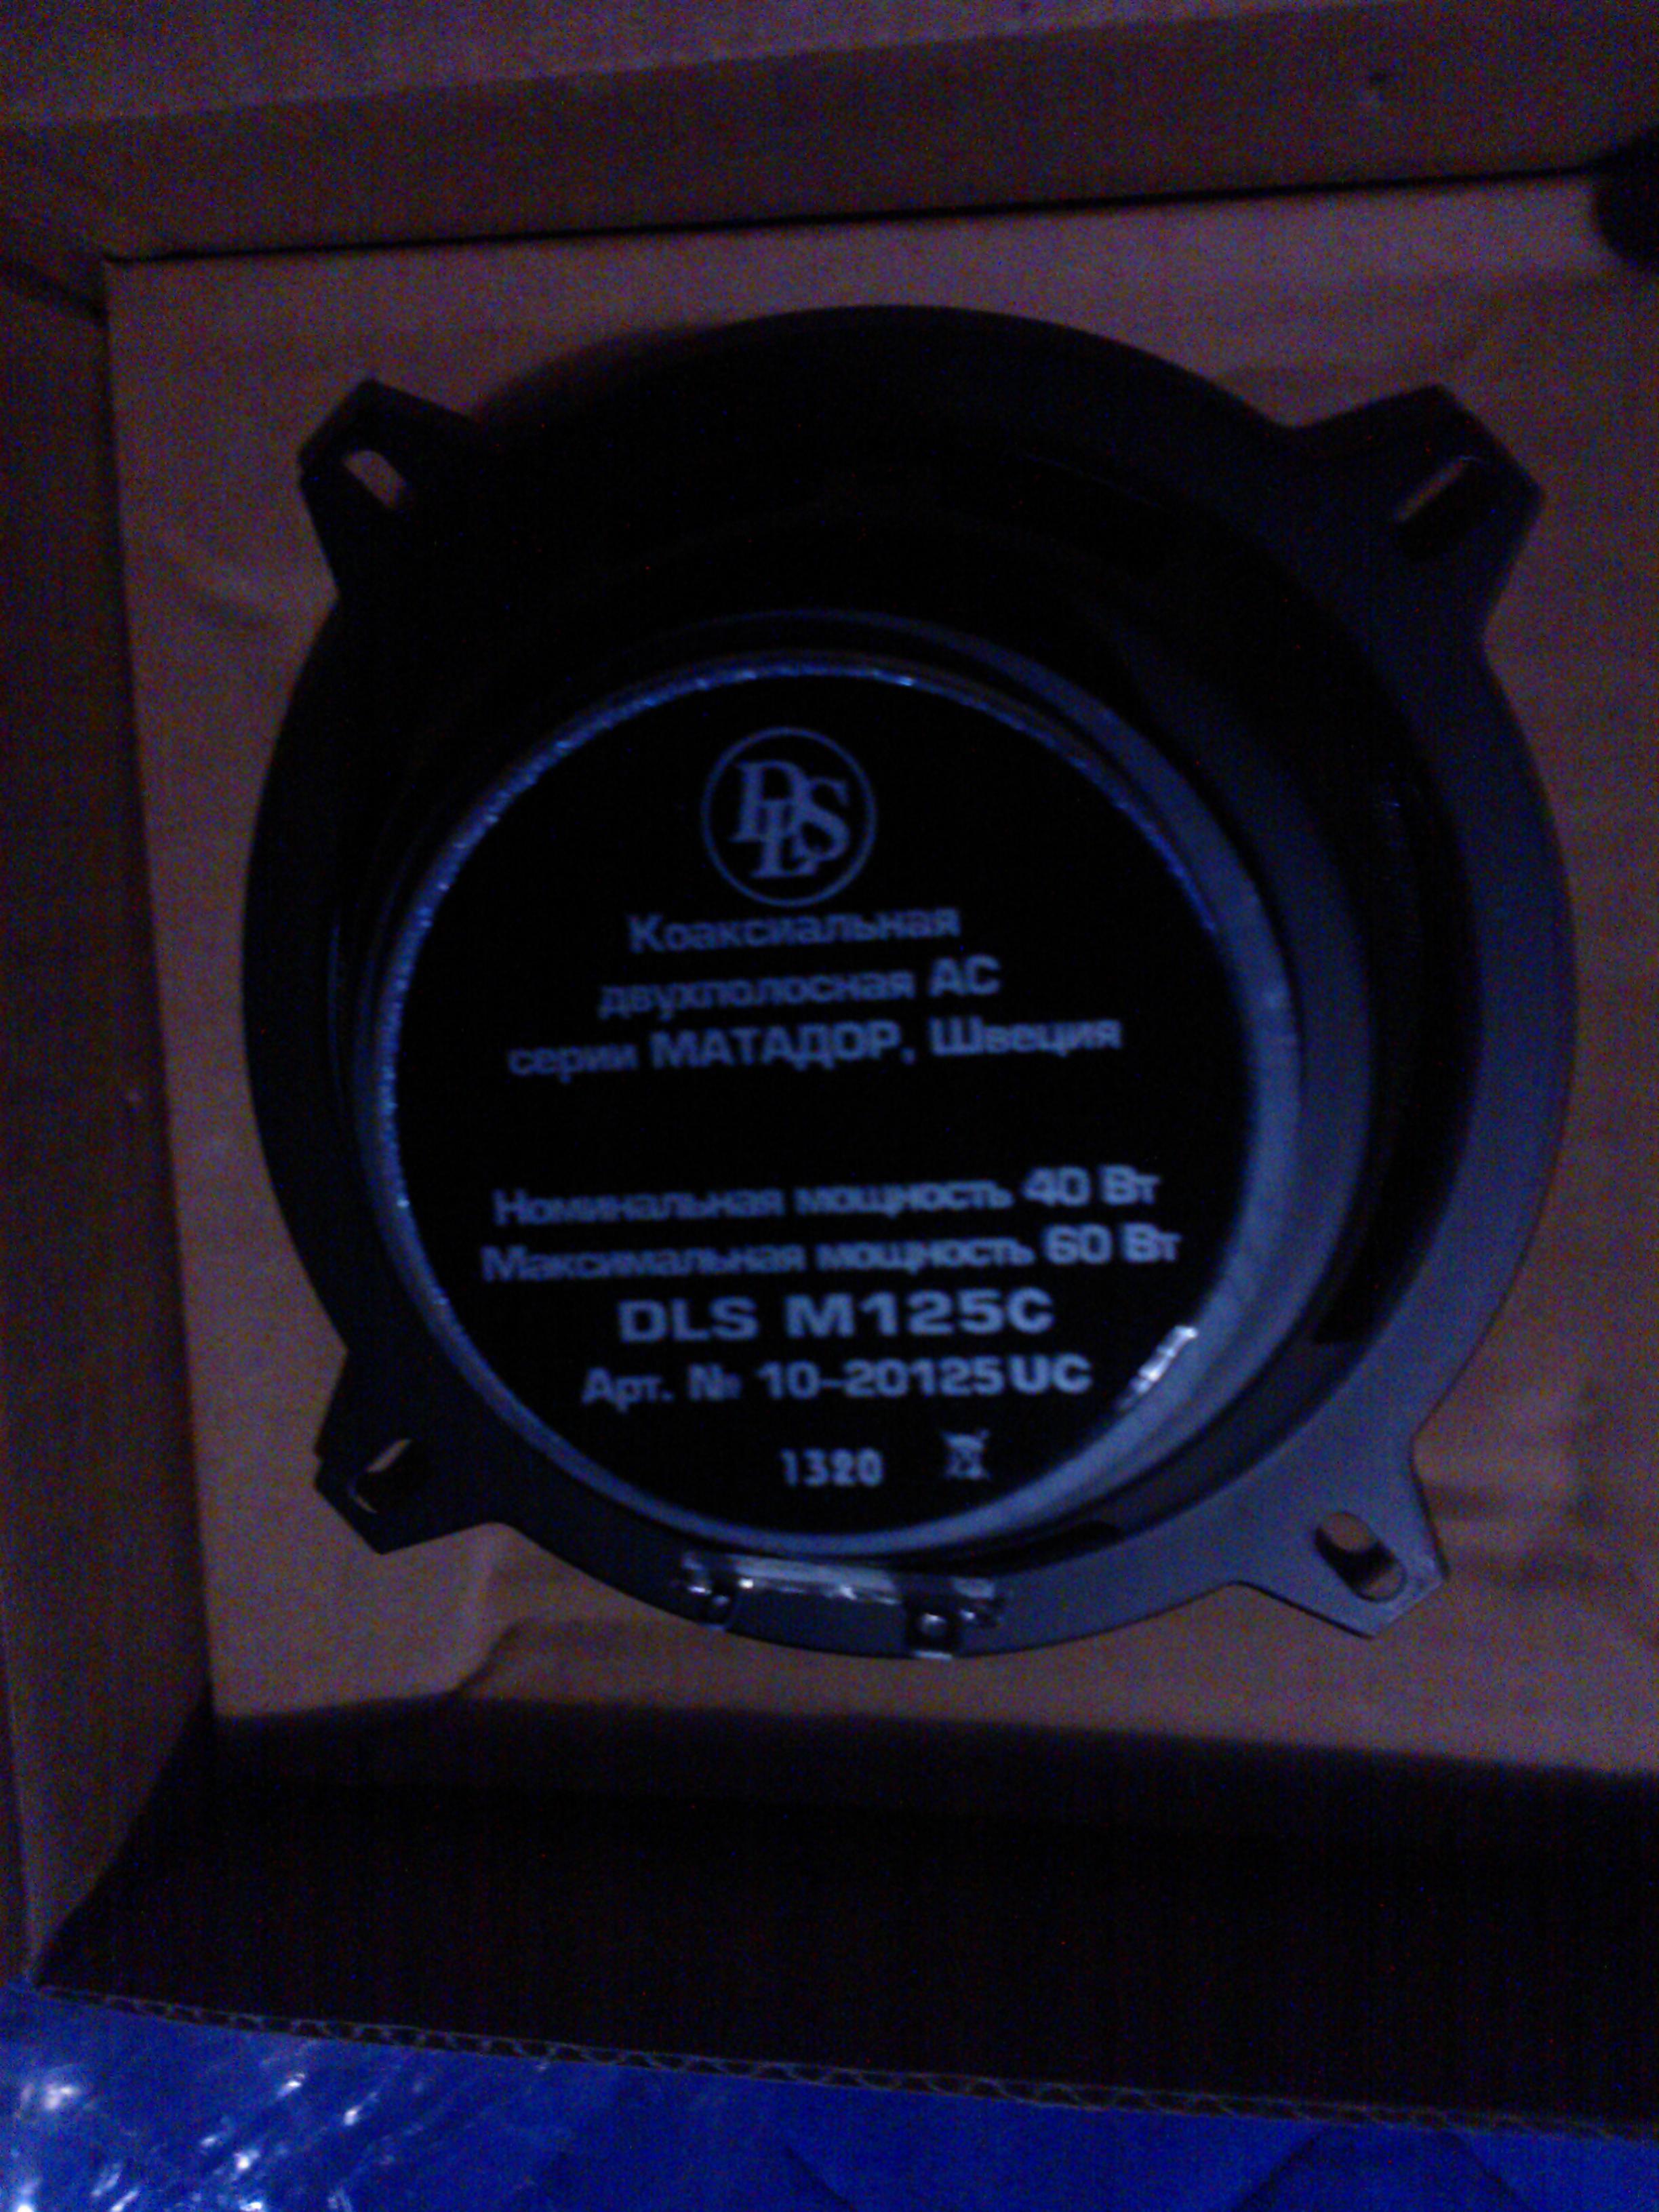 DLS
Коаксиальная
двухполосная АС
серии МАТАДОР, Швеция
Номинальная мощность 40 Вт
Максимальная мощность 60 Вт
DLS M125C
Арт. № 10-20125UC
1320